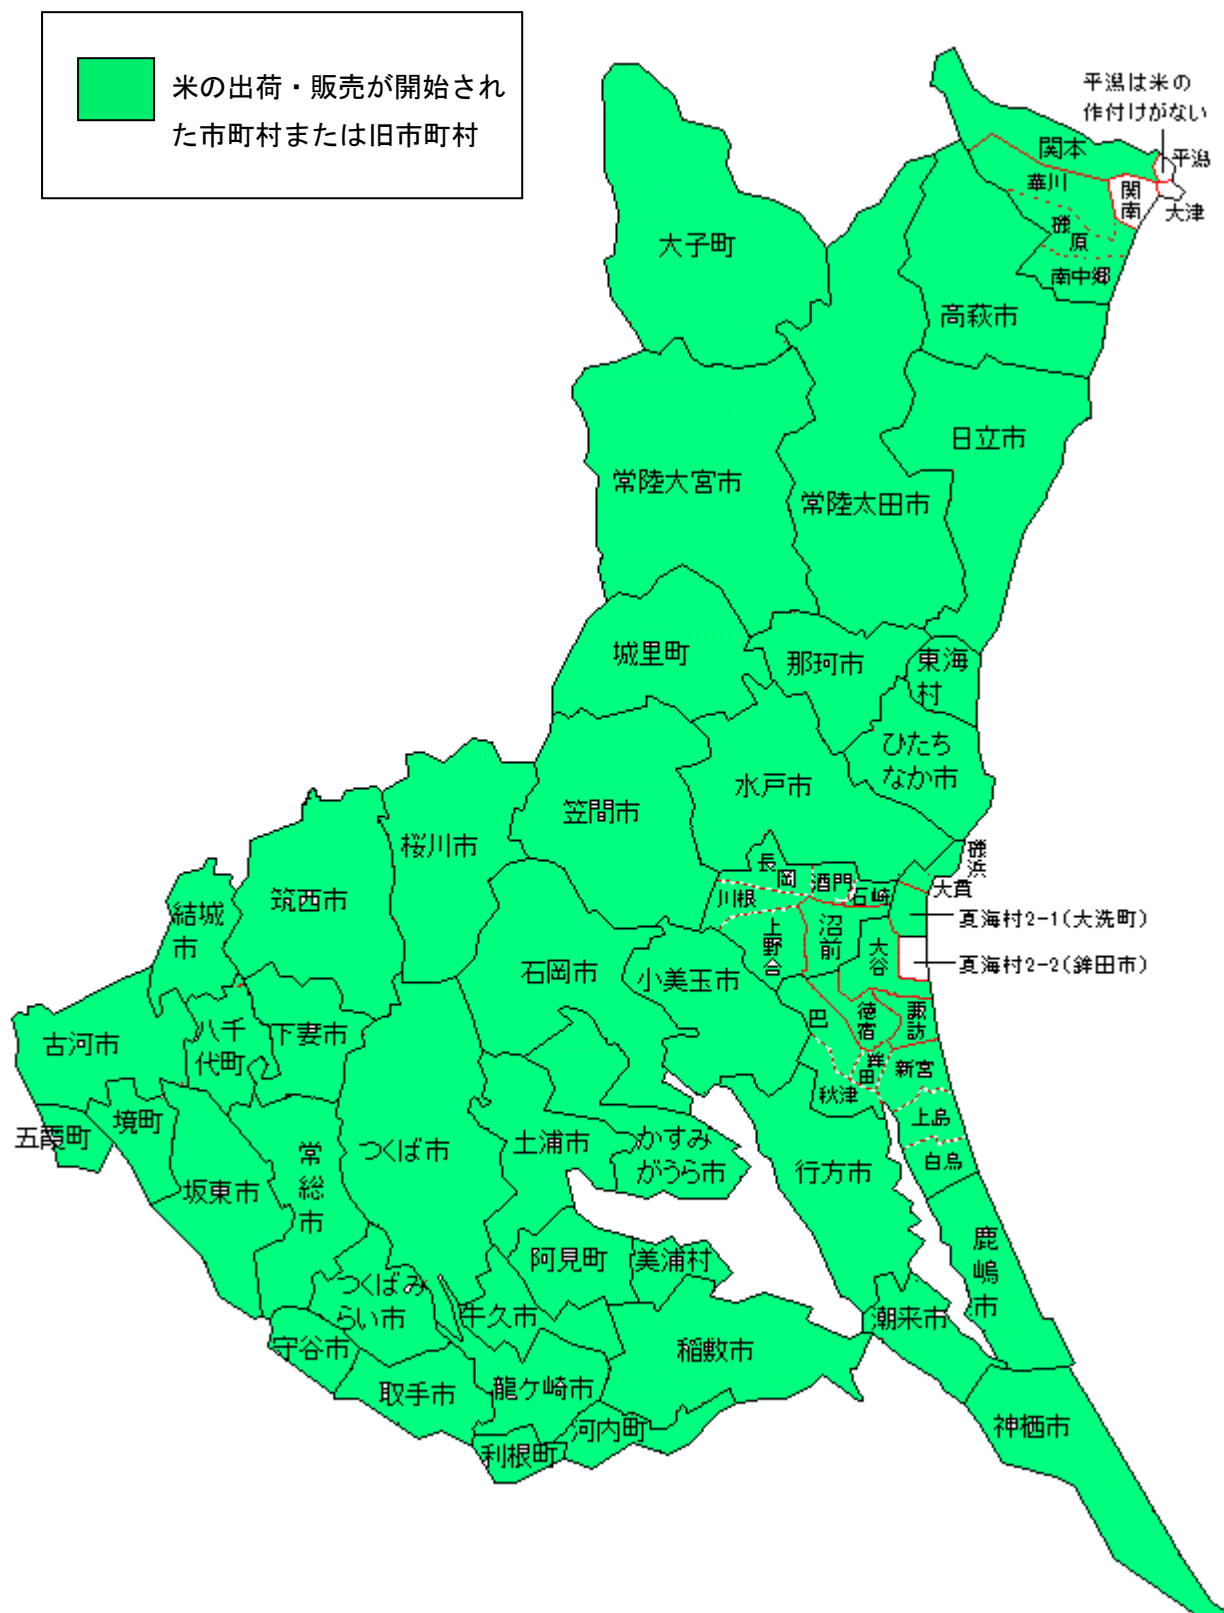 米の出荷・販売が開始され
た市町村または旧市町村
平潟は米の
作付けがない
関本
平潟
華川
関
南
大津
磯
原
南中郷
大子町
高萩市
日立市
常陸大宮市
常陸太田市
城里町
那珂市
東海
村
ひたち
なか市
水戸市
笠間市
桜川市
筑西市
結城
市
長
岡
酒門
石崎
川根
磯
浜
大貫
夏海村2-1(大洗町)
夏海村2-2(鉾田市)
上
野
合
沼
前
大
谷
石岡市
小美玉市
巴
徳
宿
諏
訪
鉾
田
新宮
秋津
上島
白鳥
古河市
八千
代町
下妻市
五霞町
境町
坂東市
常
総
市
つくば市
土浦市
かすみ
がうら市
行方市
鹿
嶋
市
阿見町
美浦村
つくばみ
らい市
牛久市
潮来市
守谷市
稲敷市
取手市
龍ケ崎市
河内町
利根町
神栖市